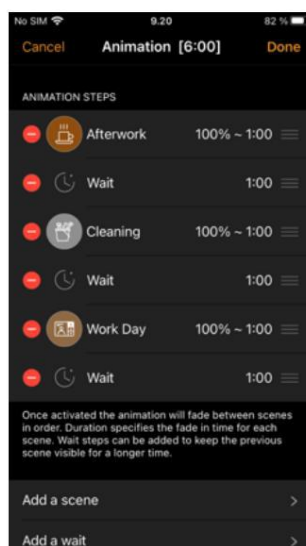 No SIM 9.20 82 %
Cancel Animation [6:00] Done
ANIMATION STEPS
Afterwork 100% ~ 1:00
Wait 1:00
Cleaning 100% ~ 1:00
Wait 1:00
Work Day 100% ~ 1:00
Wait 1:00
Once activated the animation will fade between scenes
in order. Duration specifies the fade in time for each
scene. Wait steps can be added to keep the previous
scene visible for a longer time.
Add a scene
Add a wait